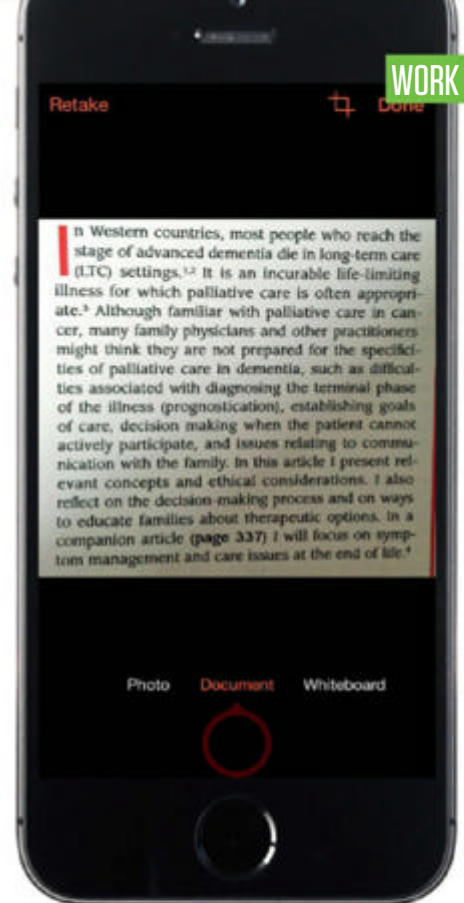 WORK
Retake Done
In Western countries, most people who reach the
stage of advanced dementia die in long-term care
(LTC) settings.¹,² It is an incurable life-limiting
illness for which palliative care is often appropri-
ate.³ Although familiar with palliative care in can-
cer, many family physicians and other practitioners
might think they are not prepared for the specifici-
ties of palliative care in dementia, such as difficul-
ties associated with diagnosing the terminal phase
of the illness (prognostication), establishing goals
of care, decision making when the patient cannot
actively participate, and issues relating to commu-
nication with the family. In this article I present rel-
evant concepts and ethical considerations. I also
reflect on the decision-making process and on ways
to educate families about therapeutic options. In a
companion article (page 337) I will focus on symp-
tom management and care issues at the end of life.⁴
Photo Document Whiteboard